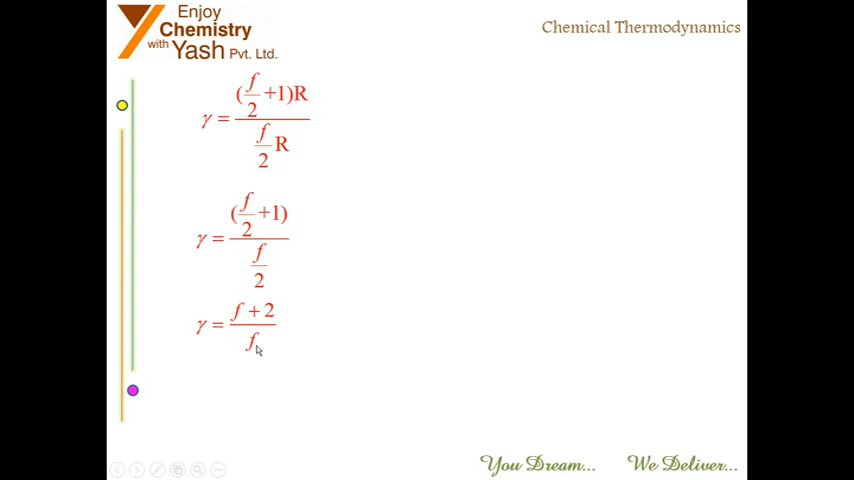 Enjoy
Chemistry
with Yash Pvt. Ltd.
Chemical Thermodynamics
γ = ((f/2 +1)R) / (f/2 R)
γ = ((f/2 +1)) / (f/2)
γ = (f + 2) / f
You Dream... We Deliver...